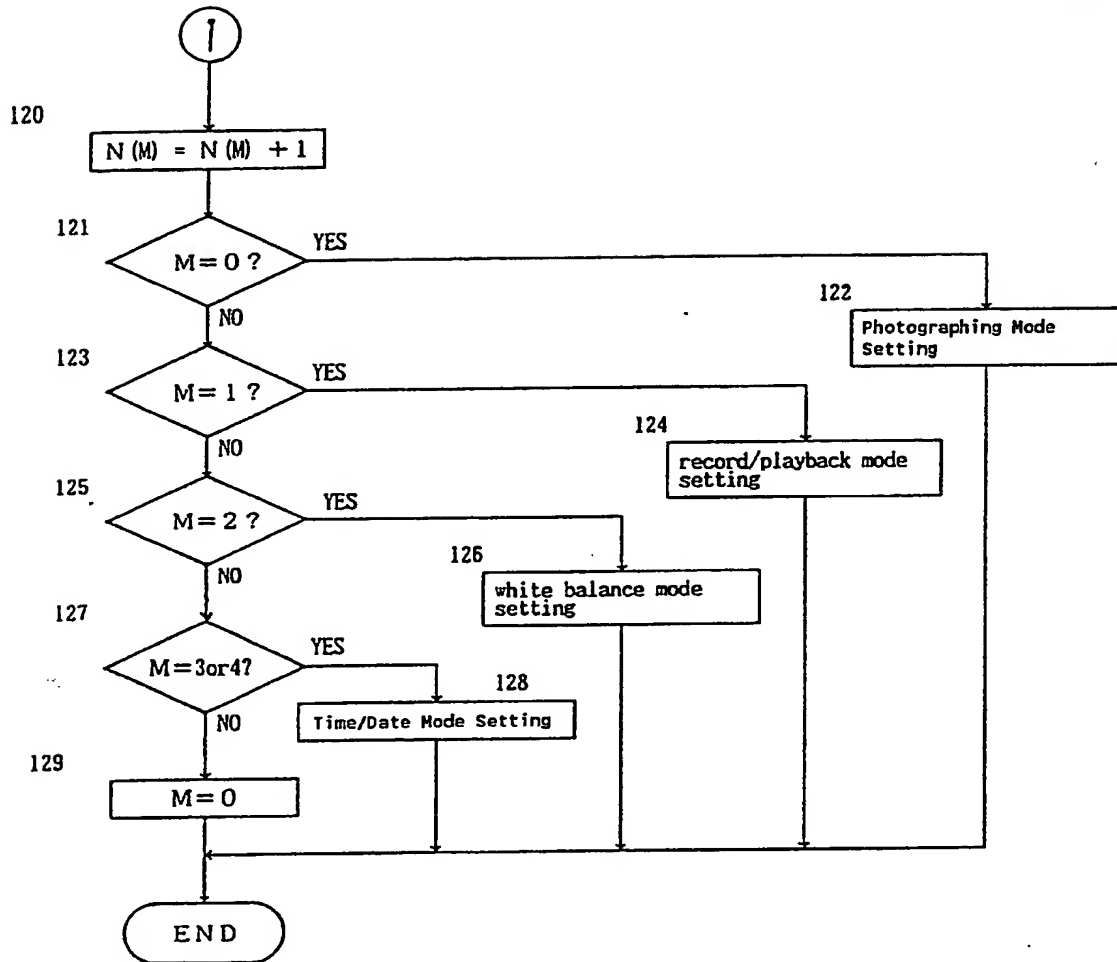 1
120
N(M) = N(M) + 1
121
M=0?
YES
NO
122
Photographing Mode
Setting
123
M=1?
YES
NO
124
record/playback mode
setting
125
M=2?
YES
NO
126
white balance mode
setting
127
M=3or4?
YES
NO
128
Time/Date Mode Setting
129
M=0
END